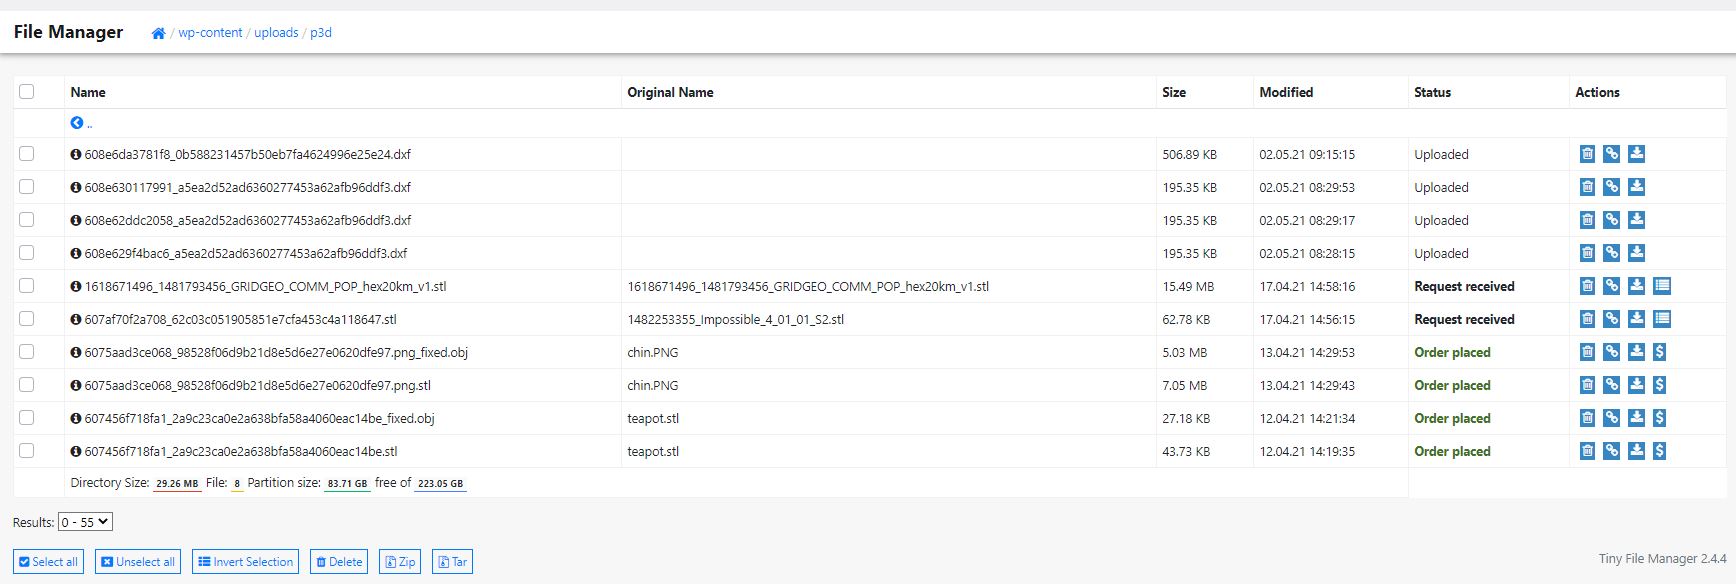 File Manager / wp-content / uploads / p3d
Name Original Name Size Modified Status Actions
..
608e6da3781f8_0b588231457b50eb7fa4624996e25e24.dxf 506.89 KB 02.05.21 09:15:15 Uploaded
608e630117991_a5ea2d52ad6360277453a62afb96ddf3.dxf 195.35 KB 02.05.21 08:29:53 Uploaded
608e62ddc2058_a5ea2d52ad6360277453a62afb96ddf3.dxf 195.35 KB 02.05.21 08:29:17 Uploaded
608e629f4bac6_a5ea2d52ad6360277453a62afb96ddf3.dxf 195.35 KB 02.05.21 08:28:15 Uploaded
1618671496_1481793456_GRIDGEO_COMM_POP_hex20km_v1.stl 1618671496_1481793456_GRIDGEO_COMM_POP_hex20km_v1.stl 15.49 MB 17.04.21 14:58:16 Request received
607af70f2a708_62c03c051905851e7cfa453c4a118647.stl 1482253355_Impossible_4_01_01_S2.stl 62.78 KB 17.04.21 14:56:15 Request received
6075aad3ce068_98528f06d9b21d8e5d6e27e0620dfe97.png_fixed.obj chin.PNG 5.03 MB 13.04.21 14:29:53 Order placed $
6075aad3ce068_98528f06d9b21d8e5d6e27e0620dfe97.png.stl chin.PNG 7.05 MB 13.04.21 14:29:43 Order placed $
607456f718fa1_2a9c23ca0e2a638bfa58a4060eac14be_fixed.obj teapot.stl 27.18 KB 12.04.21 14:21:34 Order placed $
607456f718fa1_2a9c23ca0e2a638bfa58a4060eac14be.stl teapot.stl 43.73 KB 12.04.21 14:19:35 Order placed $
Directory Size: 29.26 MB File: 8 Partition size: 83.71 GB free of 223.05 GB
Results: 0 - 55
Select all Unselect all Invert Selection Delete Zip Tar Tiny File Manager 2.4.4